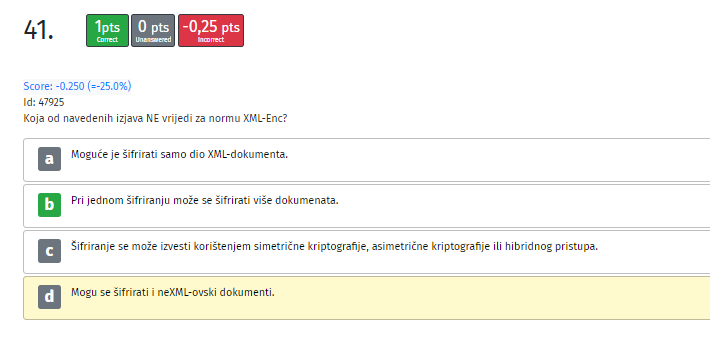 41.
1pts
Correct
0 pts
Unanswered
-0,25 pts
Incorrect
Score: -0.250 (=-25.0%)
Id: 47925
Koja od navedenih izjava NE vrijedi za normu XML-Enc?
a Moguće je šifrirati samo dio XML-dokumenta.
b Pri jednom šifriranju može se šifrirati više dokumenata.
c Šifriranje se može izvesti korištenjem simetrične kriptografije, asimetrične kriptografije ili hibridnog pristupa.
d Mogu se šifrirati i neXML-ovski dokumenti.